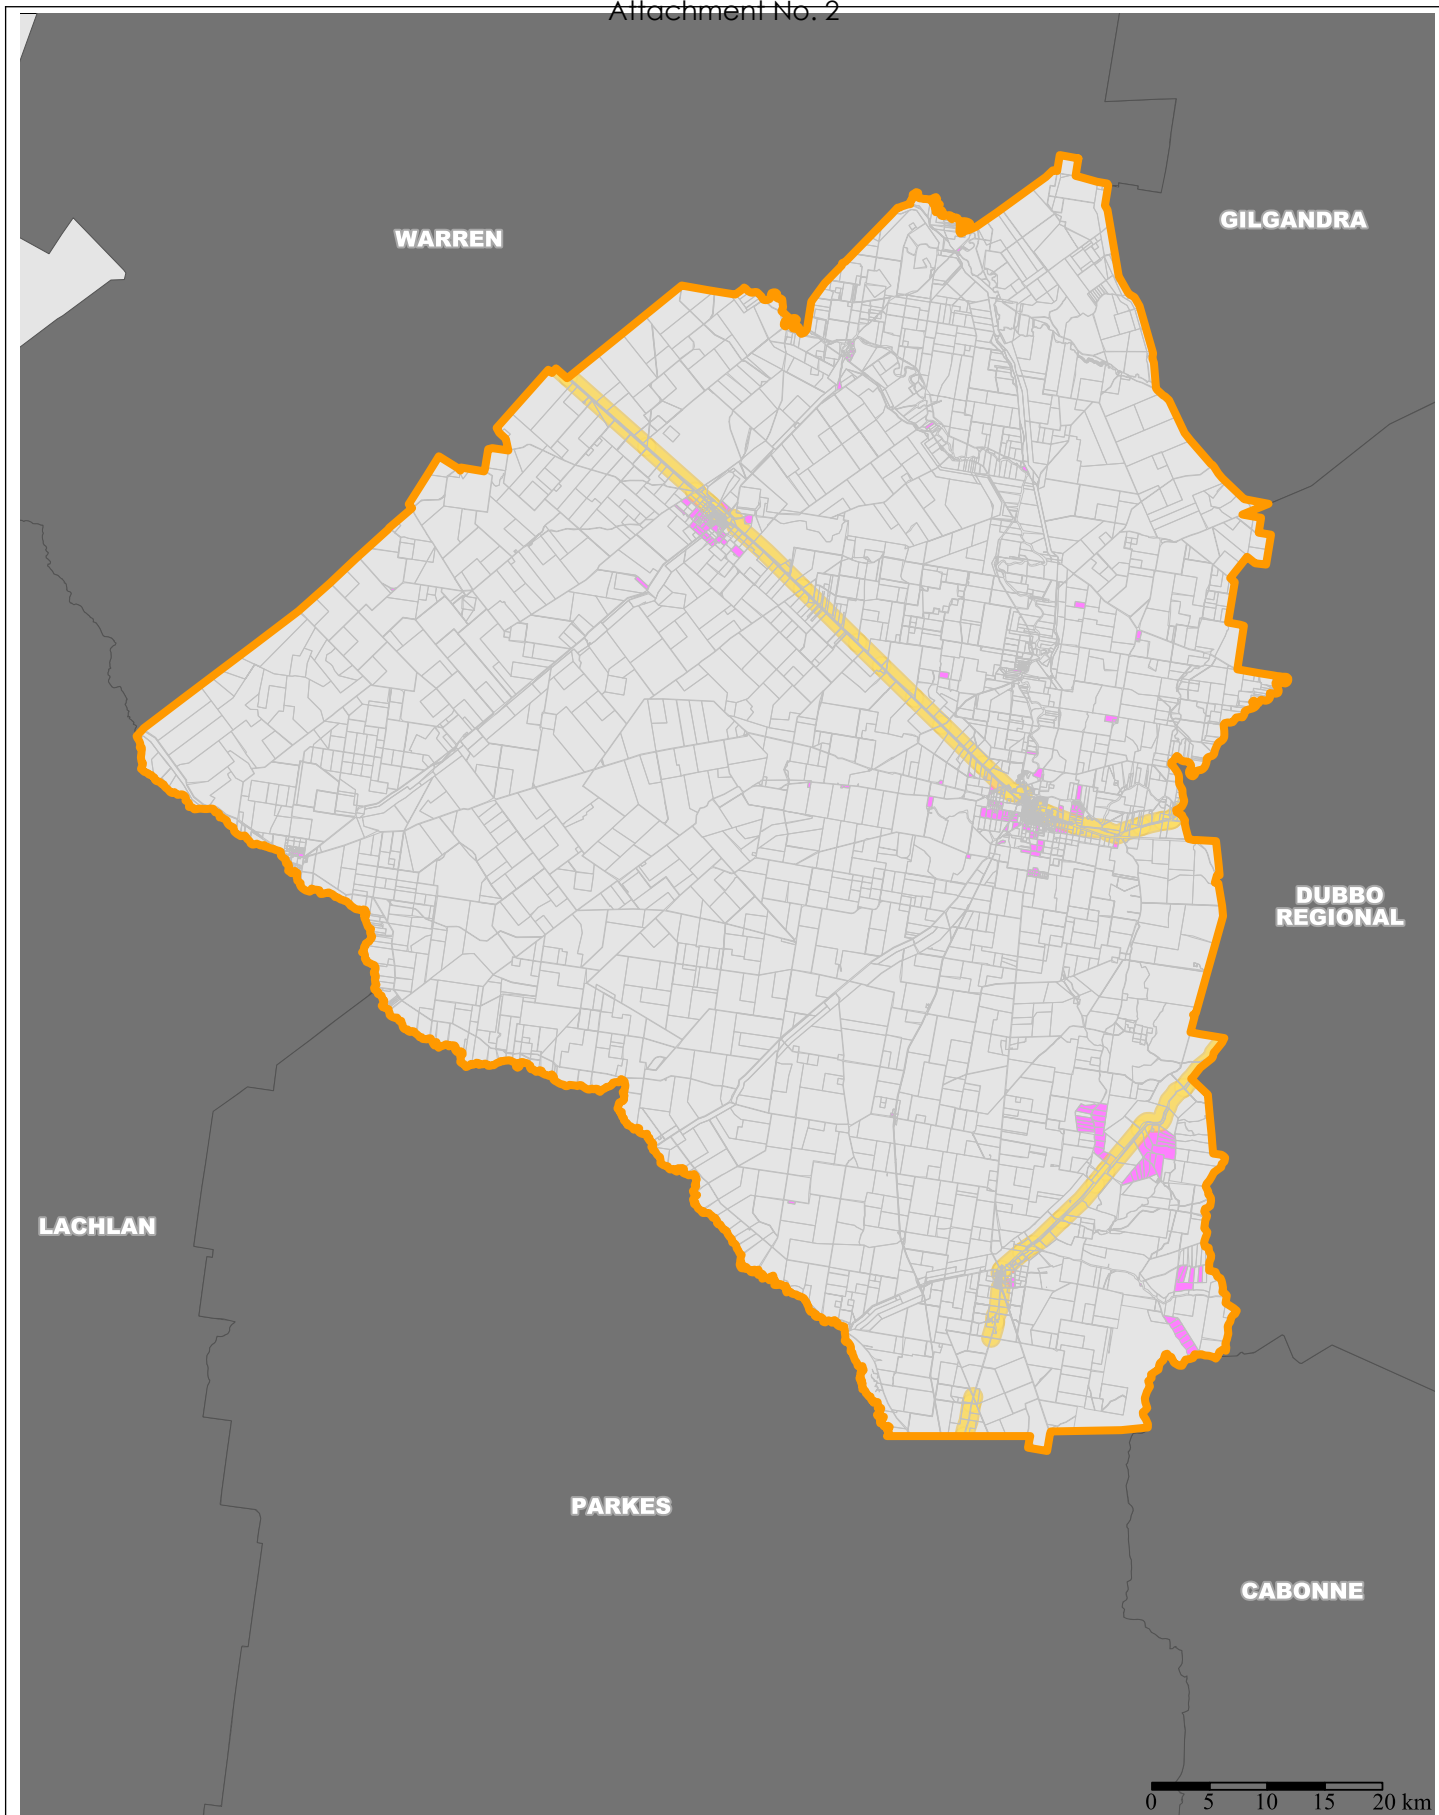 Attachment No. 2
WARREN
GILGANDRA
DUBBO
REGIONAL
LACHLAN
PARKES
CABONNE
0 5 10 15 20 km